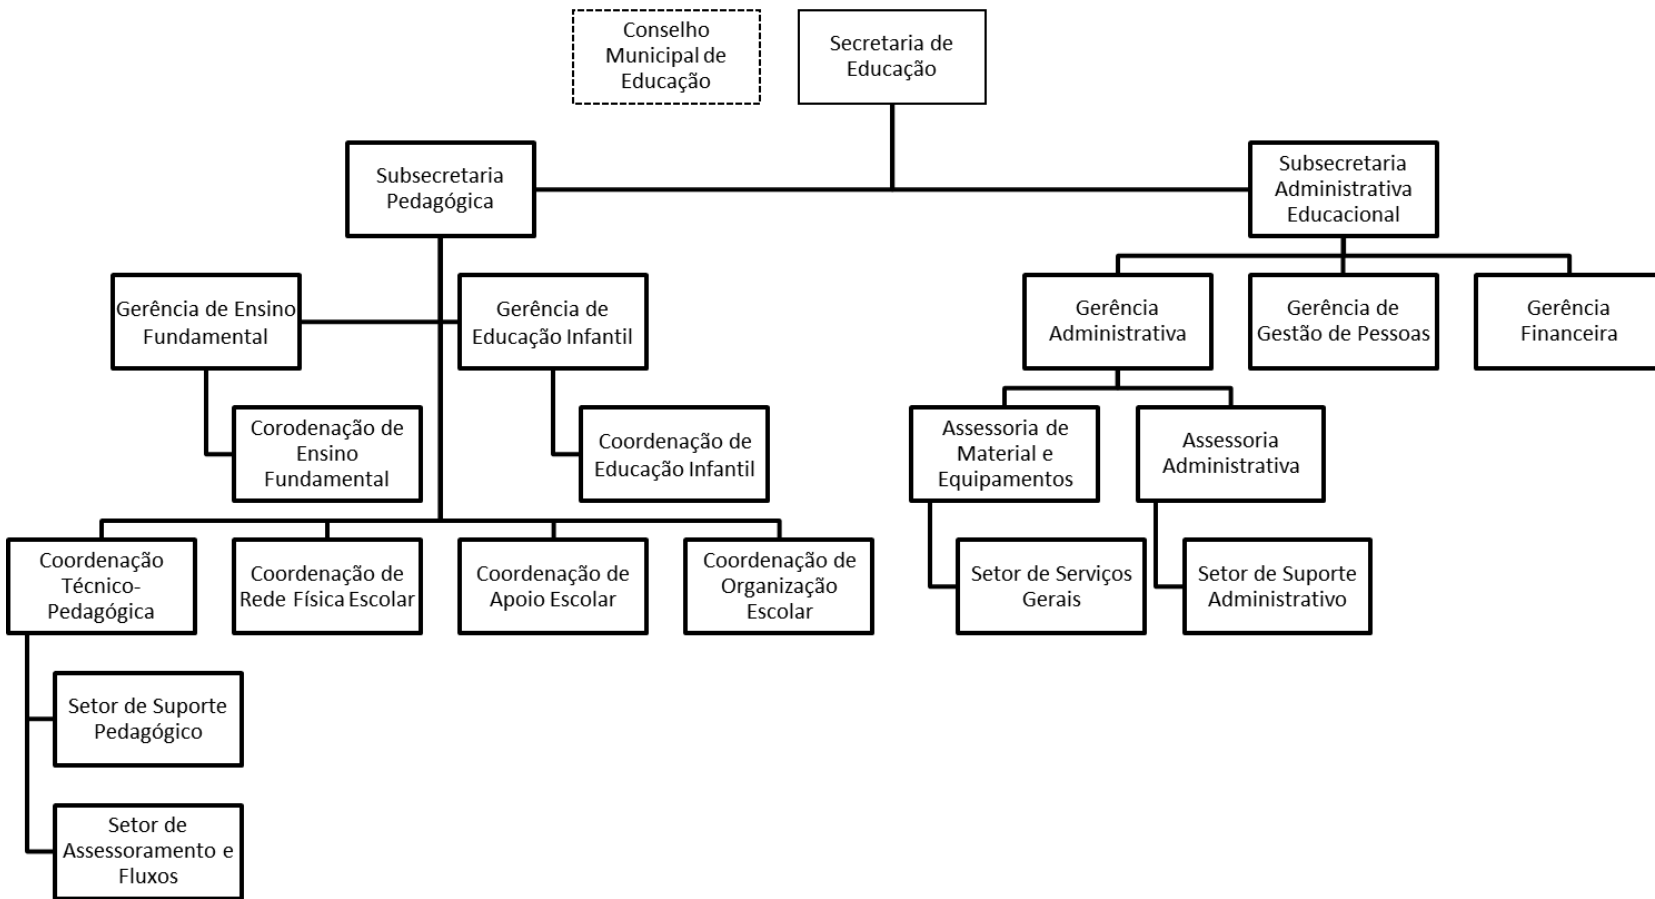 Conselho
Municipal de
Educação
Secretaria de
Educação
Subsecretaria
Pedagógica
Subsecretaria
Administrativa
Educacional
Gerência de Ensino
Fundamental
Gerência de
Educação Infantil
Gerência
Administrativa
Gerência de
Gestão de Pessoas
Gerência
Financeira
Corodenação de
Ensino
Fundamental
Coordenação de
Educação Infantil
Assessoria de
Material e
Equipamentos
Assessoria
Administrativa
Coordenação
Técnico-
Pedagógica
Coordenação de
Rede Física Escolar
Coordenação de
Apoio Escolar
Coordenação de
Organização
Escolar
Setor de Serviços
Gerais
Setor de Suporte
Administrativo
Setor de Suporte
Pedagógico
Setor de
Assessoramento e
Fluxos